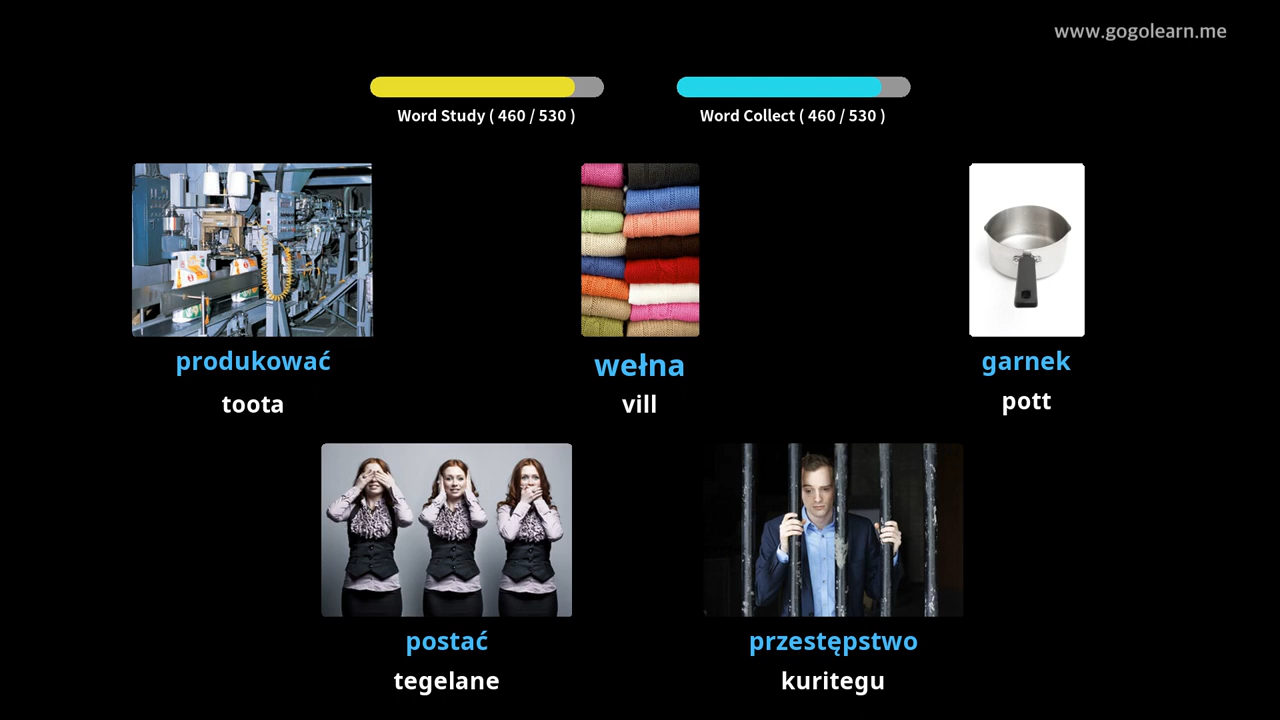 www.gogolearn.me
Word Study ( 460 / 530 )
Word Collect ( 460 / 530 )
produkować
wełna
garnek
toota
vill
pott
postać
przestępstwo
tegelane
kuritegu